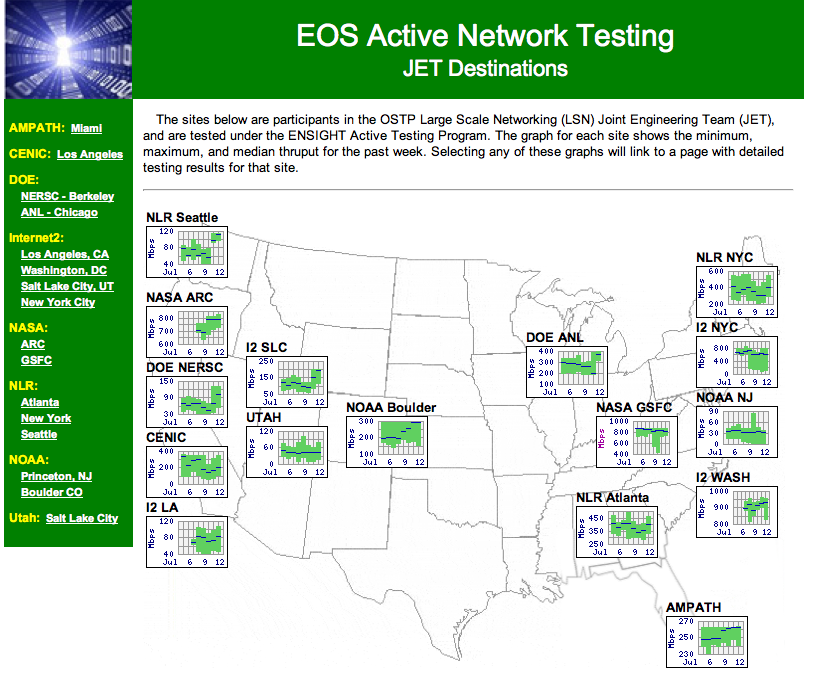 EOS Active Network Testing
JET Destinations
AMPATH: Miami
CENIC: Los Angeles
DOE:
NERSC - Berkeley
ANL - Chicago
Internet2:
Los Angeles, CA
Washington, DC
Salt Lake City, UT
New York City
NASA:
ARC
GSFC
NLR:
Atlanta
New York
Seattle
NOAA:
Princeton, NJ
Boulder CO
Utah: Salt Lake City
The sites below are participants in the OSTP Large Scale Networking (LSN) Joint Engineering Team (JET),
and are tested under the ENSIGHT Active Testing Program. The graph for each site shows the minimum,
maximum, and median thruput for the past week. Selecting any of these graphs will link to a page with detailed
testing results for that site.
NLR Seattle
Mbps
120
80
40
Jul 6 9 12
NASA ARC
Mbps
800
700
600
Jul 6 9 12
DOE NERSC
Mbps
150
90
30
Jul 6 9 12
CENIC
Mbps
400
200
0
Jul 6 9 12
I2 LA
Mbps
120
80
40
Jul 6 9 12
I2 SLC
Mbps
250
150
50
Jul 6 9 12
UTAH
Mbps
120
60
0
Jul 6 9 12
NOAA Boulder
Mbps
300
200
100
Jul 6 9 12
DOE ANL
Mbps
400
300
200
100
Jul 6 9 12
NASA GSFC
Mbps
1000
800
600
400
Jul 6 9 12
NLR Atlanta
Mbps
450
350
250
Jul 6 9 12
NLR NYC
Mbps
600
400
200
Jul 6 9 12
I2 NYC
Mbps
800
400
0
Jul 6 9 12
NOAA NJ
Mbps
90
60
30
0
Jul 6 9 12
I2 WASH
Mbps
1000
900
800
Jul 6 9 12
AMPATH
Mbps
270
250
230
Jul 6 9 12